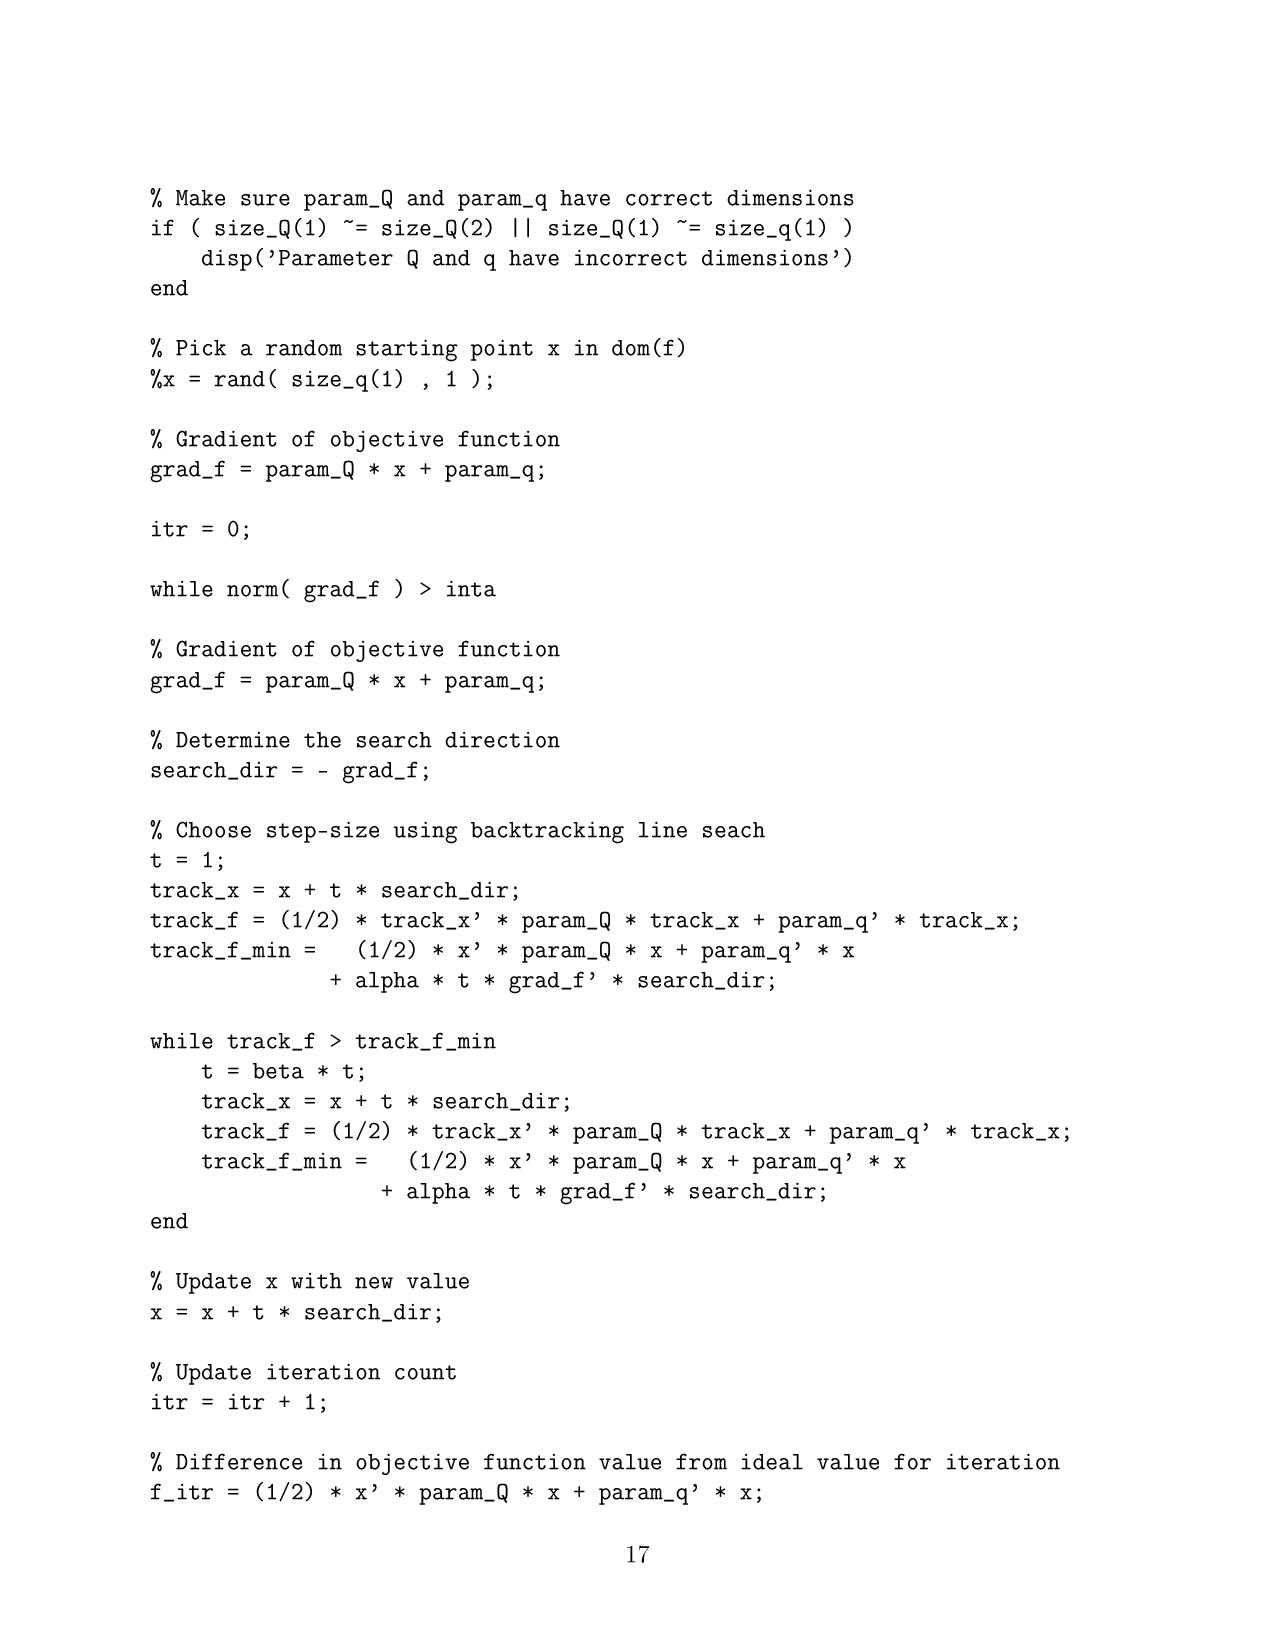 % Make sure param_Q and param_q have correct dimensions
if ( size_Q(1) ~= size_Q(2) || size_Q(1) ~= size_q(1) )
    disp('Parameter Q and q have incorrect dimensions')
end

% Pick a random starting point x in dom(f)
%x = rand( size_q(1) , 1 );

% Gradient of objective function
grad_f = param_Q * x + param_q;

itr = 0;

while norm( grad_f ) > inta

% Gradient of objective function
grad_f = param_Q * x + param_q;

% Determine the search direction
search_dir = - grad_f;

% Choose step-size using backtracking line seach
t = 1;
track_x = x + t * search_dir;
track_f = (1/2) * track_x' * param_Q * track_x + param_q' * track_x;
track_f_min =   (1/2) * x' * param_Q * x + param_q' * x
              + alpha * t * grad_f' * search_dir;

while track_f > track_f_min
    t = beta * t;
    track_x = x + t * search_dir;
    track_f = (1/2) * track_x' * param_Q * track_x + param_q' * track_x;
    track_f_min =   (1/2) * x' * param_Q * x + param_q' * x
                  + alpha * t * grad_f' * search_dir;
end

% Update x with new value
x = x + t * search_dir;

% Update iteration count
itr = itr + 1;

% Difference in objective function value from ideal value for iteration
f_itr = (1/2) * x' * param_Q * x + param_q' * x;

17